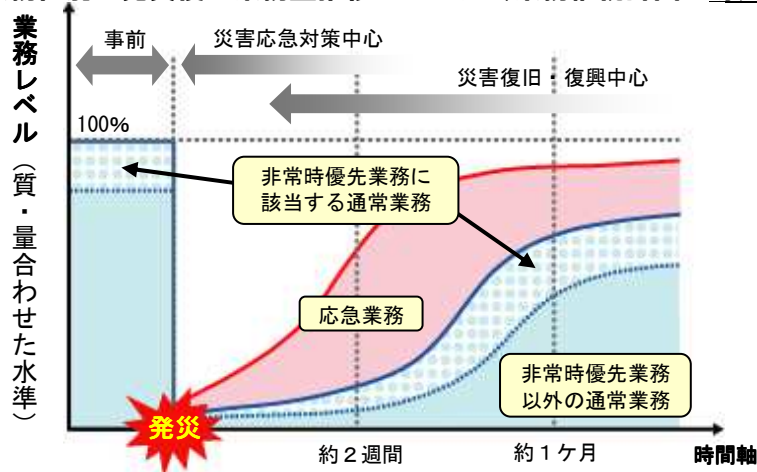 業務レベル（質・量合わせた水準）
事前
災害応急対策中心
災害復旧・復興中心
100%
非常時優先業務に
該当する通常業務
応急業務
非常時優先業務
以外の通常業務
発災
約２週間
約１ケ月
時間軸